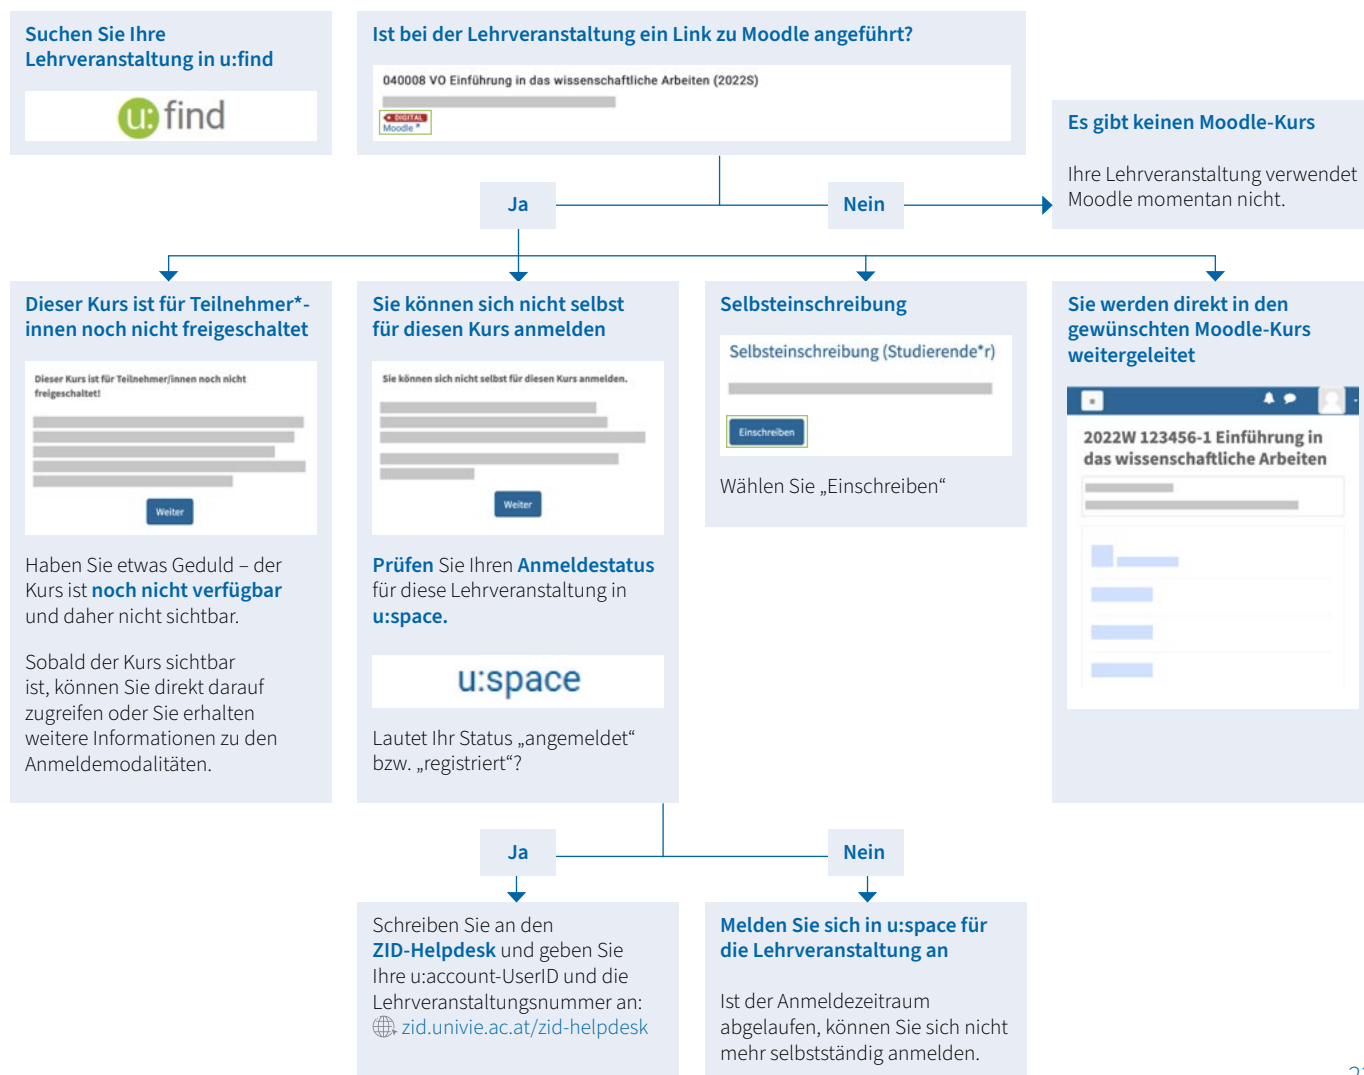 Suchen Sie Ihre
Lehrveranstaltung in u:find
u:find
Ist bei der Lehrveranstaltung ein Link zu Moodle angeführt?
040008 VO Einführung in das wissenschaftliche Arbeiten (2022S)
DIGITAL
Moodle
Es gibt keinen Moodle-Kurs
Ihre Lehrveranstaltung verwendet
Moodle momentan nicht.
Ja
Nein
Dieser Kurs ist für Teilnehmer*-
innen noch nicht freigeschaltet
Dieser Kurs ist für Teilnehmer/innen noch nicht
freigeschaltet!
Weiter
Haben Sie etwas Geduld – der
Kurs ist noch nicht verfügbar
und daher nicht sichtbar.
Sobald der Kurs sichtbar
ist, können Sie direkt darauf
zugreifen oder Sie erhalten
weitere Informationen zu den
Anmeldemodalitäten.
Sie können sich nicht selbst
für diesen Kurs anmelden
Sie können sich nicht selbst für diesen Kurs anmelden.
Weiter
Prüfen Sie Ihren Anmeldestatus
für diese Lehrveranstaltung in
u:space.
u:space
Lautet Ihr Status „angemeldet“
bzw. „registriert“?
Selbsteinschreibung
Selbsteinschreibung (Studierende*r)
Einschreiben
Wählen Sie „Einschreiben“
Sie werden direkt in den
gewünschten Moodle-Kurs
weitergeleitet
2022W 123456-1 Einführung in
das wissenschaftliche Arbeiten
Ja
Nein
Schreiben Sie an den
ZID-Helpdesk und geben Sie
Ihre u:account-UserID und die
Lehrveranstaltungsnummer an:
zid.univie.ac.at/zid-helpdesk
Melden Sie sich in u:space für
die Lehrveranstaltung an
Ist der Anmeldezeitraum
abgelaufen, können Sie sich nicht
mehr selbstständig anmelden.